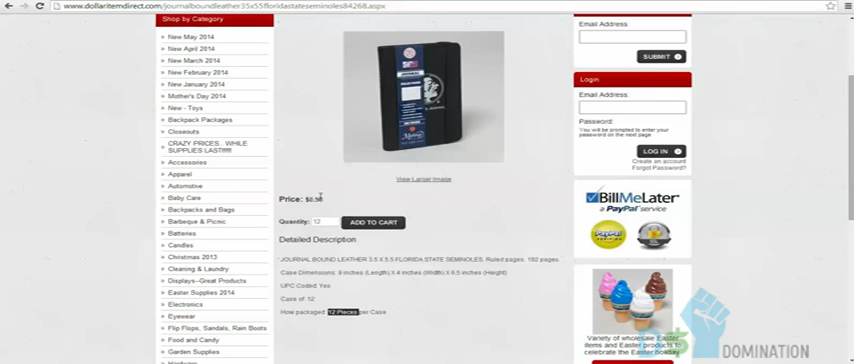 www.dollaritemdirect.com/journalboundleather35x55floridastateseminoles84268.aspx
Shop by Category
New May 2014
New April 2014
New March 2014
New February 2014
New January 2014
Mother's Day 2014
New - Toys
Backpack Packages
Closeouts
CRAZY PRICES.. WHILE
SUPPLIES LAST!!!!!!
Accessories
Apparel
Automotive
Baby Care
Backpacks and Bags
Barbeque & Picnic
Batteries
Candles
Christmas 2013
Cleaning & Laundry
Displays--Great Products
Easter Supplies 2014
Electronics
Eyewear
Flip Flops, Sandals, Rain Boots
Food and Candy
Garden Supplies
Hardware
JOURNAL
View Larger Image
Price:
Quantity: 12
ADD TO CART
Detailed Description
JOURNAL BOUND LEATHER 3.5 X 5.5 FLORIDA STATE SEMINOLES. Ruled pages. 192 pages.
Case Dimensions: 9 inches (Length) X 4 inches (Width) X 6.5 inches (Height)
UPC Coded: Yes
Case of 12
How packaged: 12 Pieces per Case
Email Address
SUBMIT
Login
Email Address
Password:
You will be prompted to enter your
password on the next page
LOG IN
Create an account
Forgot Password?
BillMeLater
a PayPal service
PayPal
SSL
Variety of wholesale Easter
items and Easter products to
celebrate the Easter holiday
DOMINATION